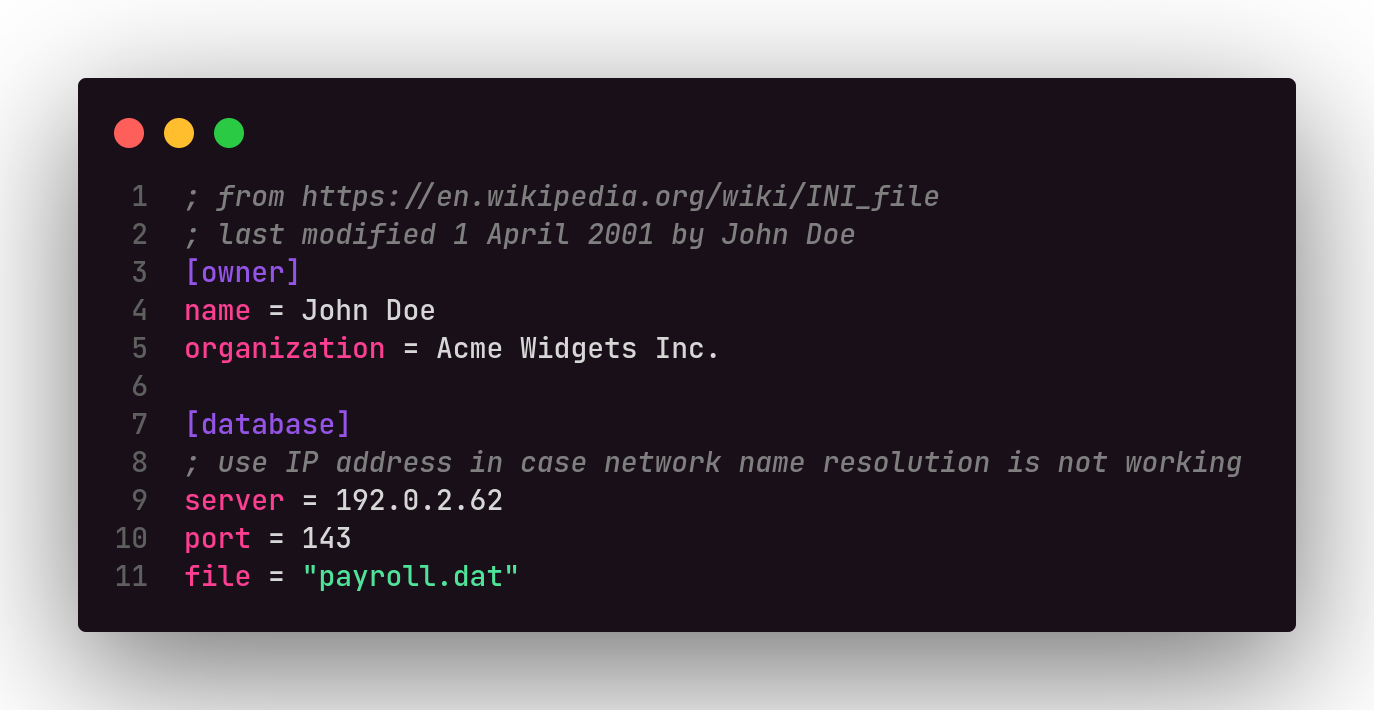 1 ; from https://en.wikipedia.org/wiki/INI_file
2 ; last modified 1 April 2001 by John Doe
3 [owner]
4 name = John Doe
5 organization = Acme Widgets Inc.
6
7 [database]
8 ; use IP address in case network name resolution is not working
9 server = 192.0.2.62
10 port = 143
11 file = "payroll.dat"